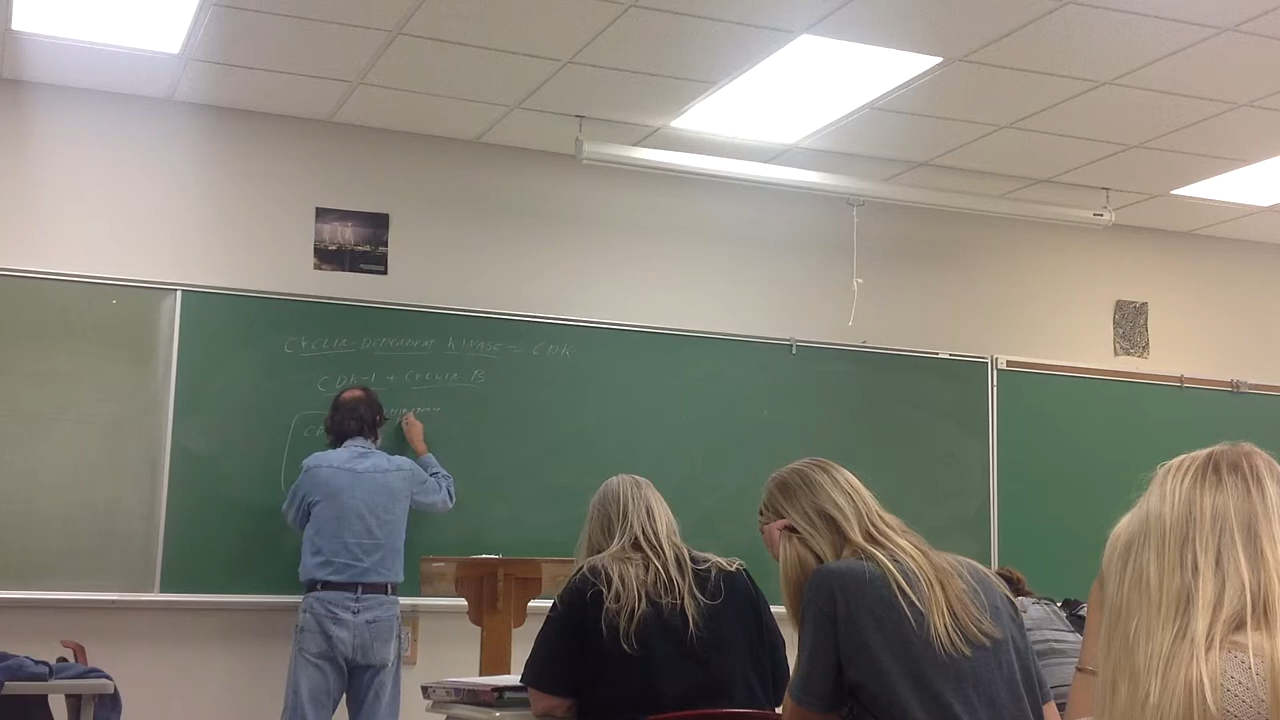 CYCLIN-DEPENDENT KINASE = CDK
CDK-1 + CYCLIN B